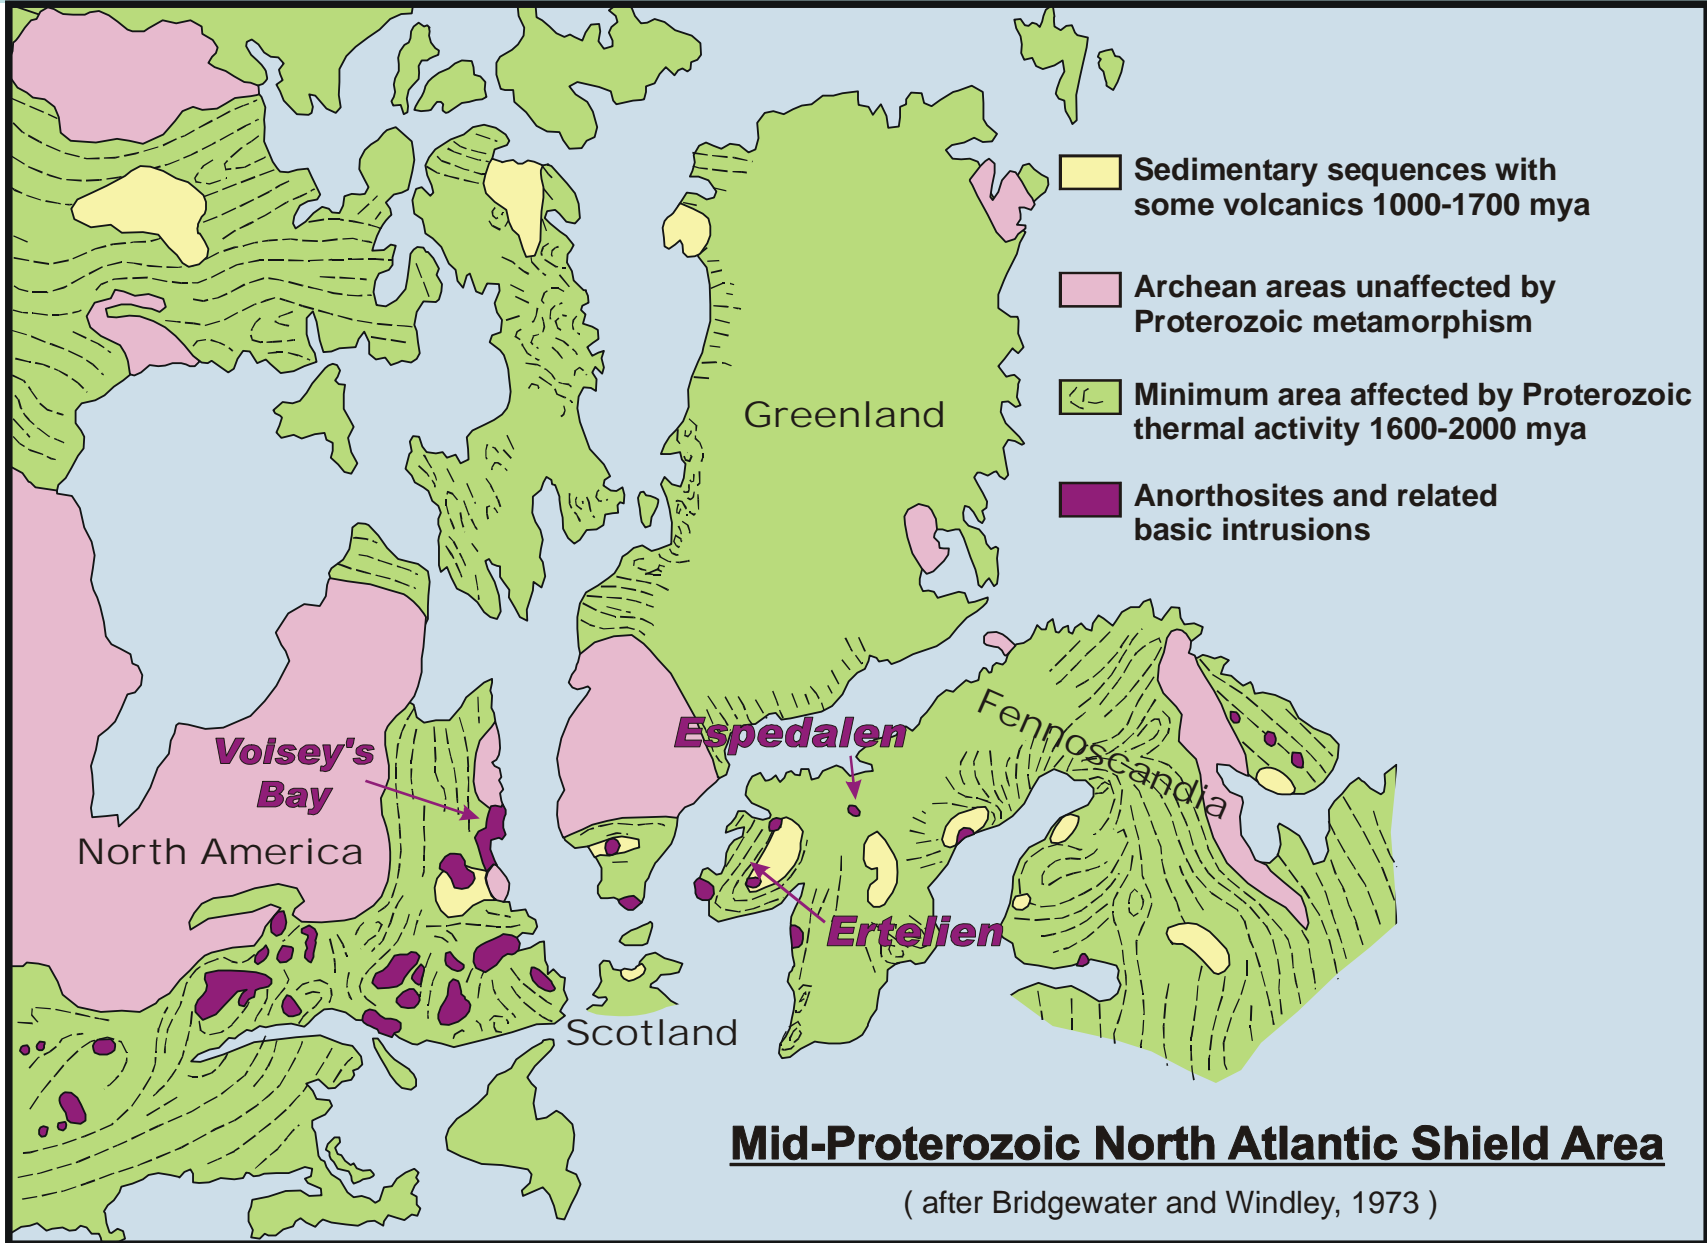 Sedimentary sequences with
some volcanics 1000-1700 mya
Archean areas unaffected by
Proterozoic metamorphism
Greenland
Minimum area affected by Proterozoic
thermal activity 1600-2000 mya
Anorthosites and related
basic intrusions
Fennoscandia
Espedalen
Voisey's
Bay
North America
Ertelien
Scotland
Mid-Proterozoic North Atlantic Shield Area
( after Bridgewater and Windley, 1973 )